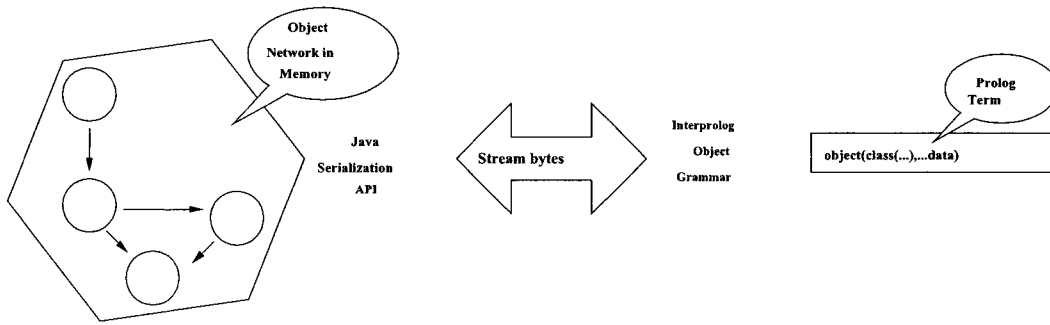 Object
Network in
Memory
Java
Serialization
API
Stream bytes
Interprolog
Object
Grammar
Prolog
Term
object(class(...),...data)